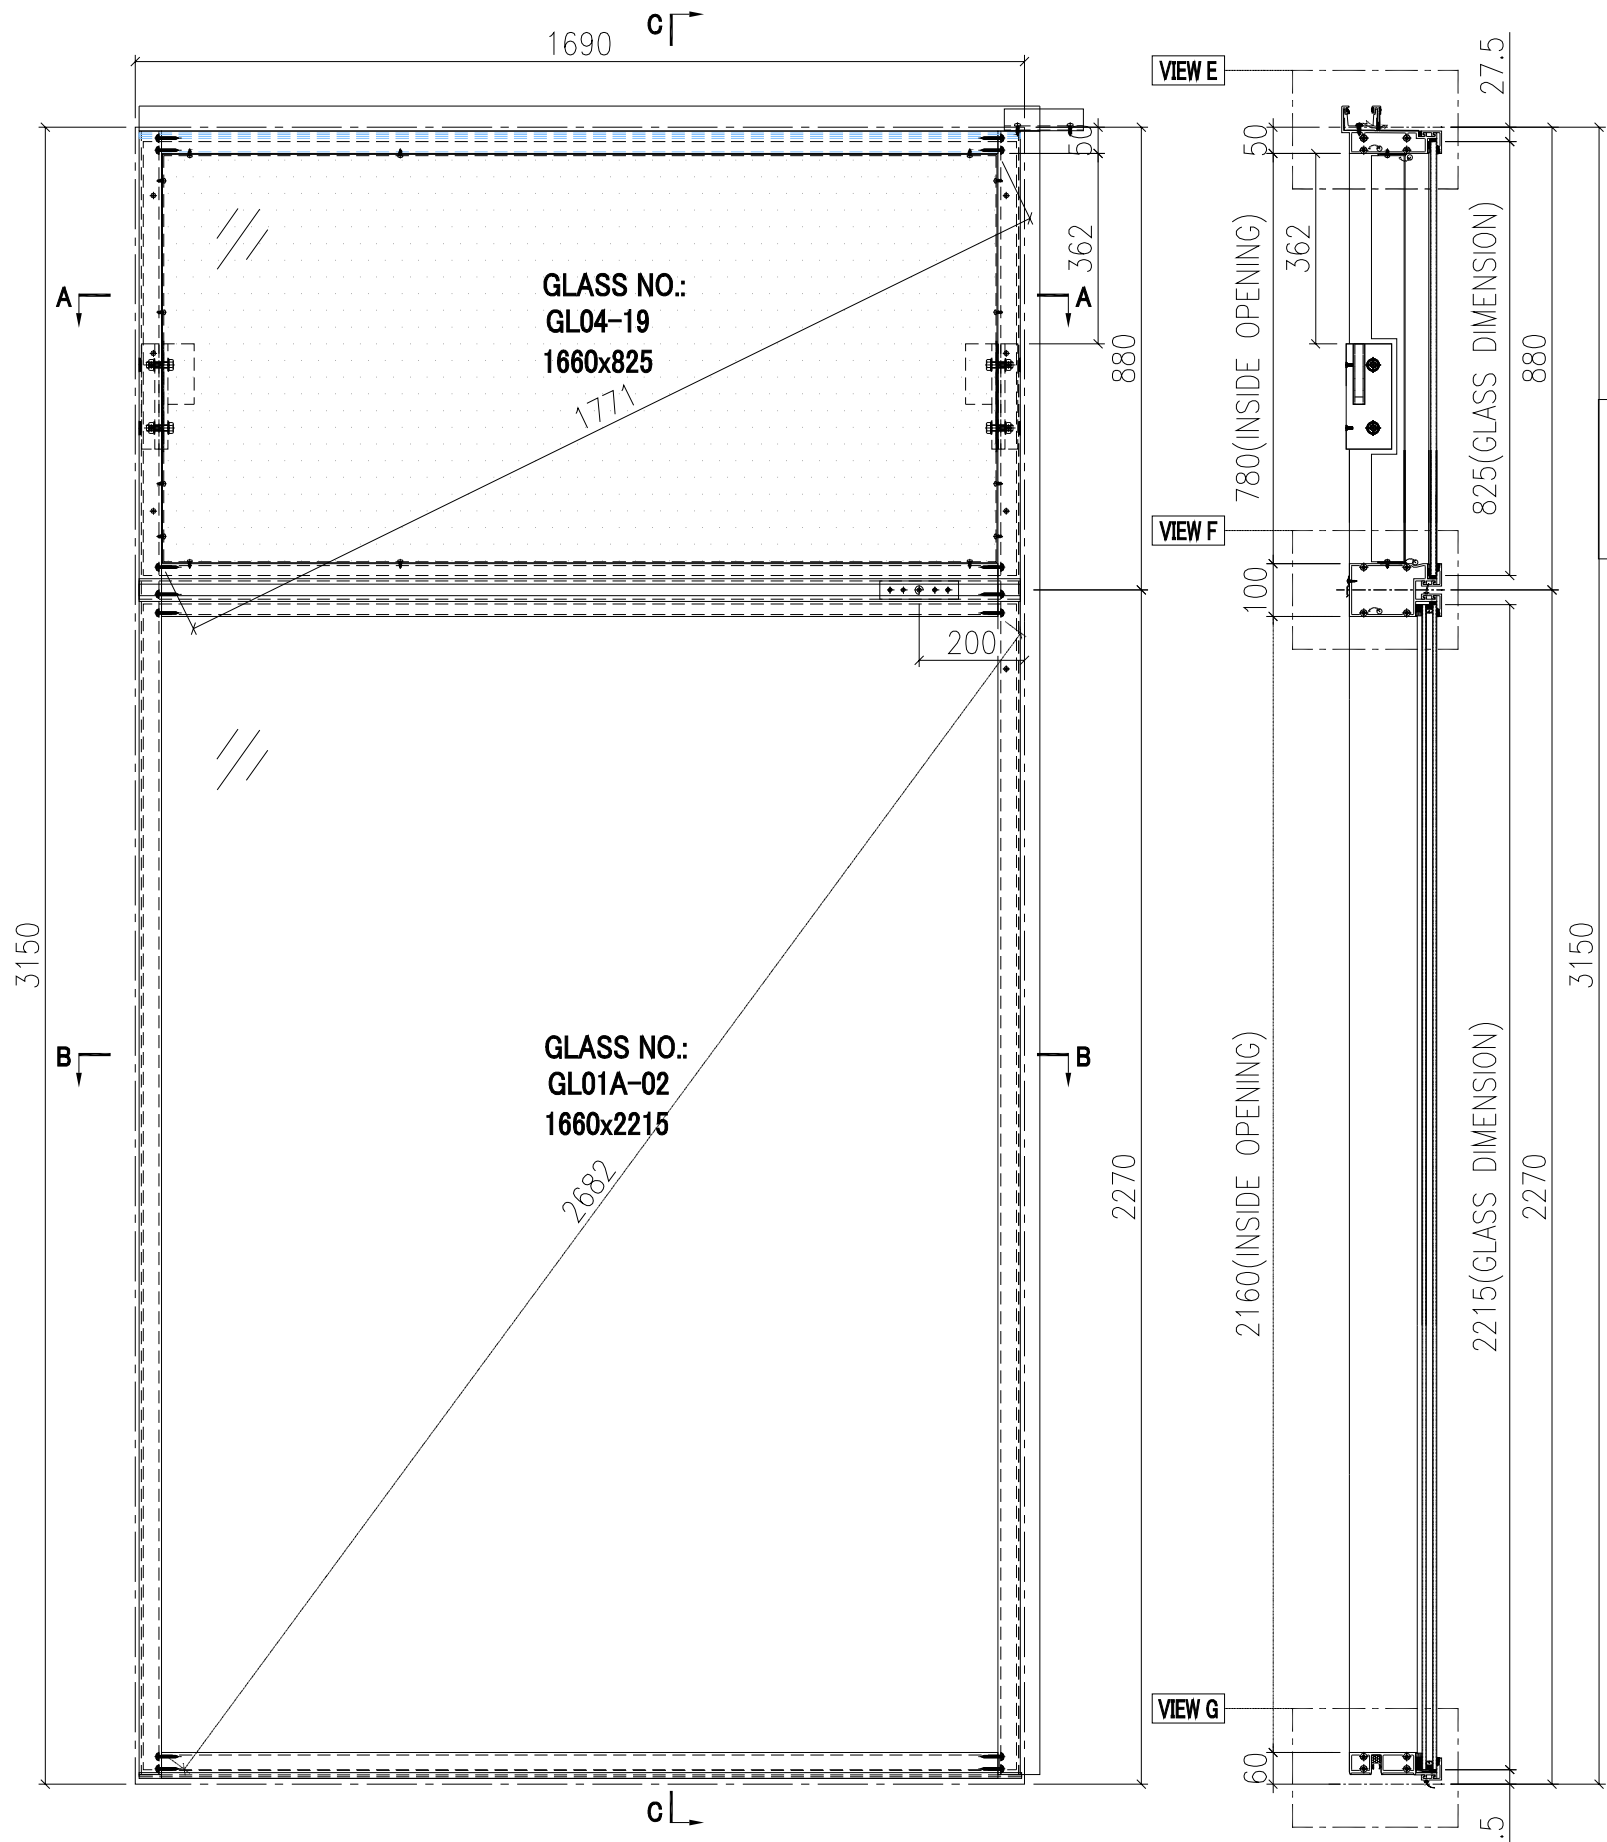 C
1690
VIEW E
27.5
50
50
GLASS NO.:
GL04-19
1660x825
1771
A
A
362
880
780(INSIDE OPENING)
362
825(GLASS DIMENSION)
880
VIEW F
100
200
3150
GLASS NO.:
GL01A-02
1660x2215
2682
B
B
2270
2160(INSIDE OPENING)
2215(GLASS DIMENSION)
2270
3150
VIEW G
60
C
.5